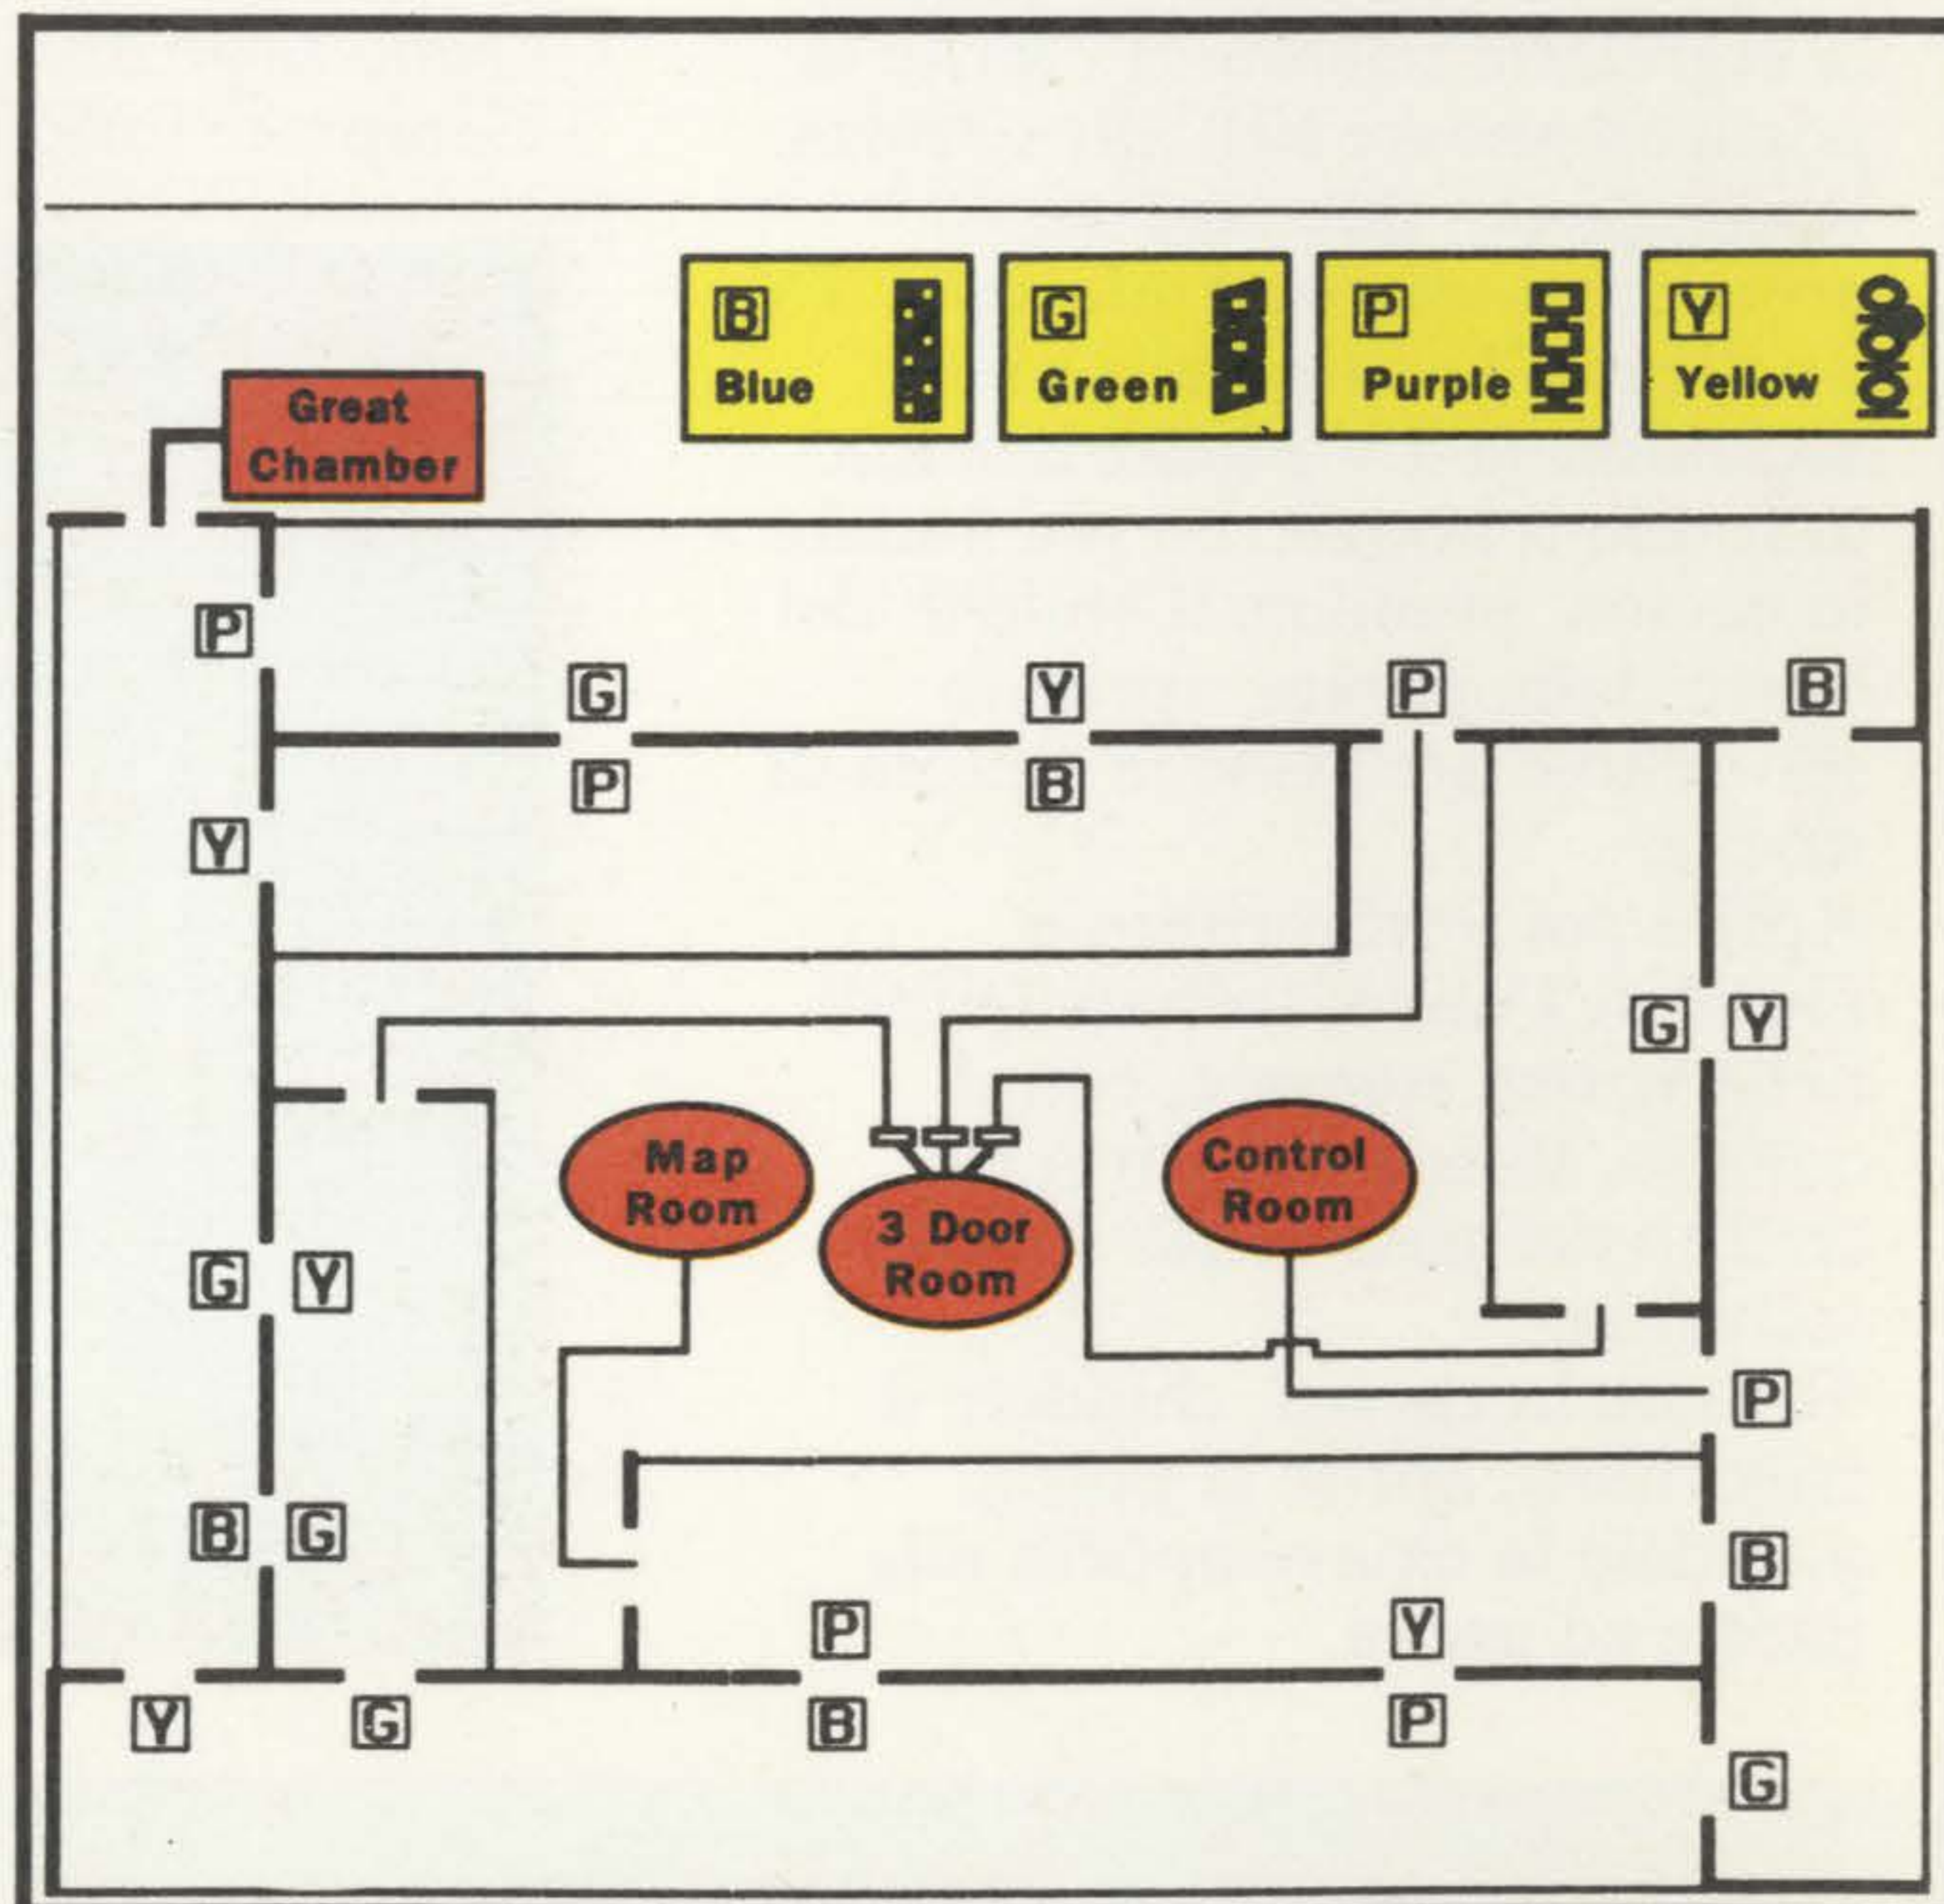 B
Blue
G
Green
P
Purple
Y
Yellow
Great
Chamber
P
G
Y
P
B
P
B
Y
G Y
Map
Room
3 Door
Room
Control
Room
G Y
P
B G
B
P
Y
Y
G
B
P
G